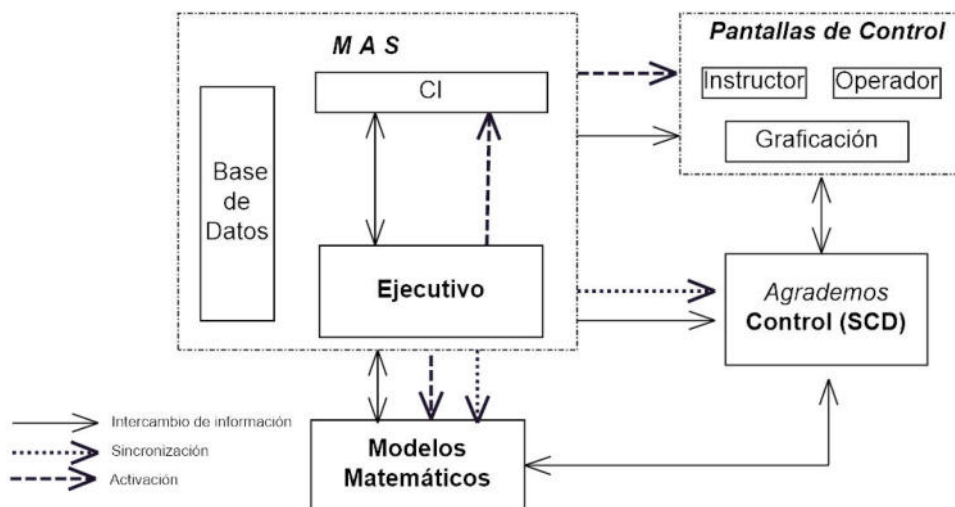 M A S
CI
Base
de
Datos
Ejecutivo
Pantallas de Control
Instructor
Operador
Graficación
Agrademos
Control (SCD)
Modelos
Matemáticos
Intercambio de información
Sincronización
Activación